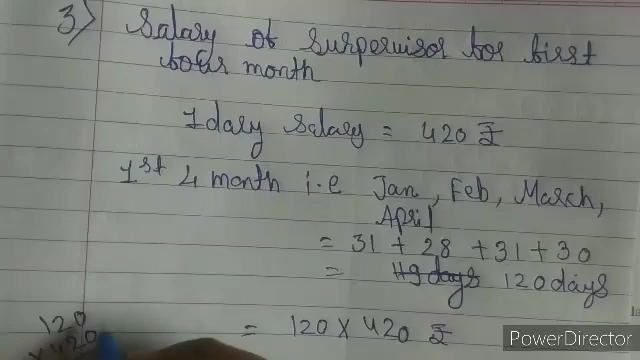 3) Salary of Surpervisor for first
four month
1 dary Salary = 420 ₹
1st 4 month i.e Jan, Feb, March,
April
= 31 + 28 + 31 + 30
= 119 days 120 days
= 120 × 420 ₹
120
× 420
PowerDirector